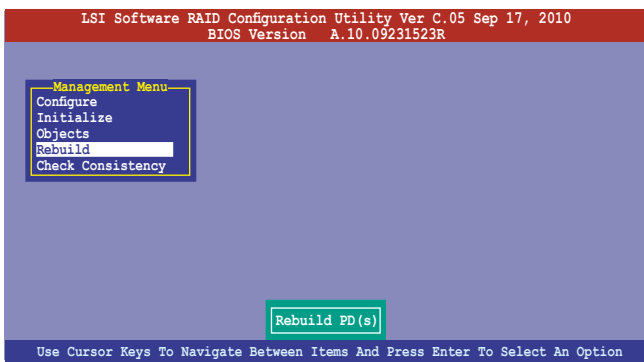 LSI Software RAID Configuration Utility Ver C.05 Sep 17, 2010
BIOS Version A.10.09231523R
Management Menu
Configure
Initialize
Objects
Rebuild
Check Consistency
Rebuild PD(s)
Use Cursor Keys To Navigate Between Items And Press Enter To Select An Option